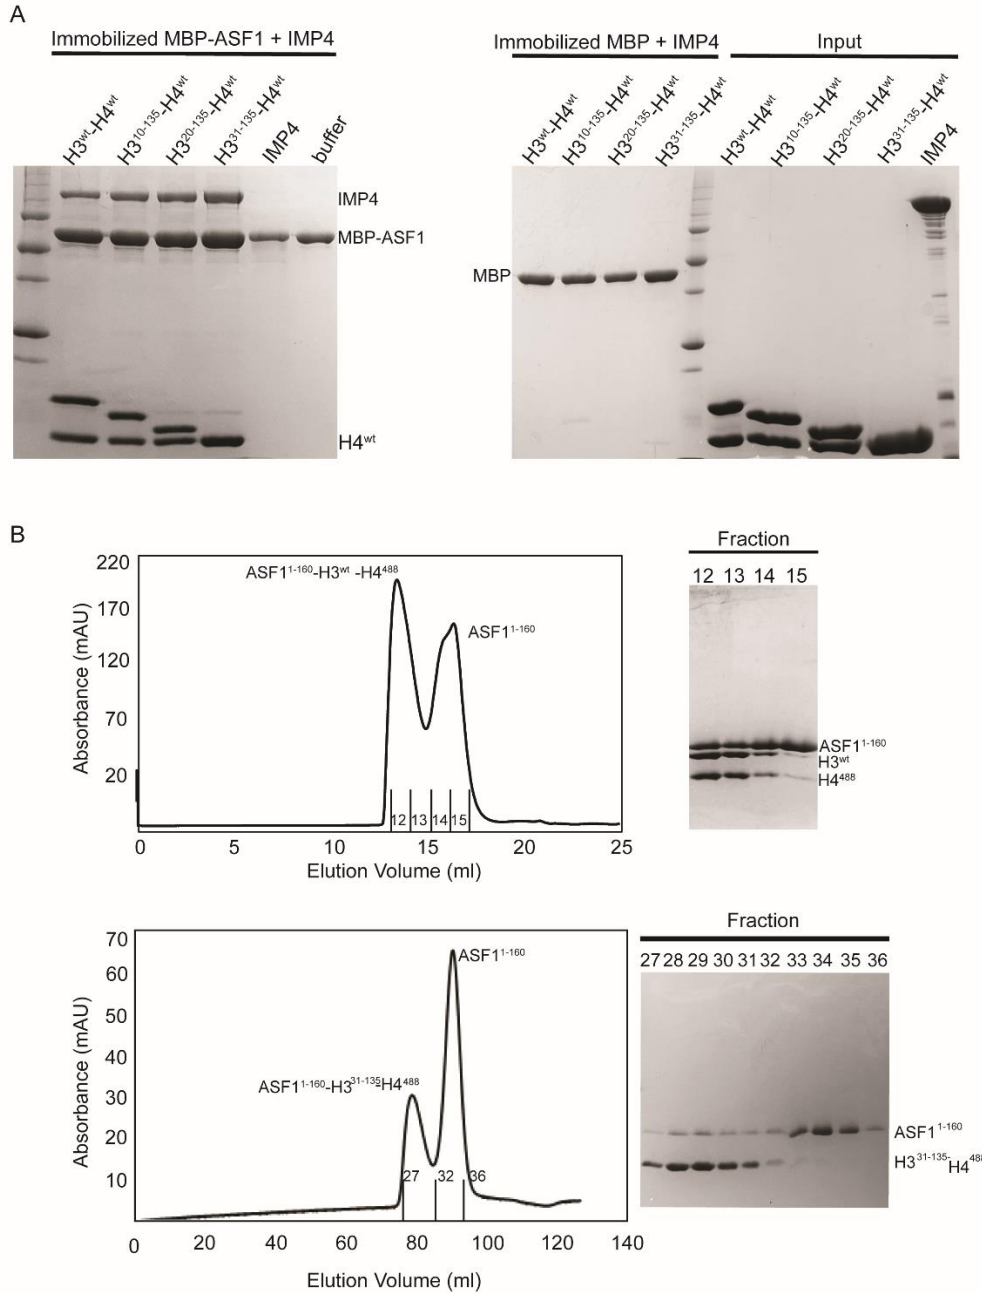 A
Immobilized MBP-ASF1 + IMP4
H3wt-H4wt
H310-135-H4wt
H320-135-H4wt
H331-135-H4wt
IMP4
buffer
IMP4
MBP-ASF1
H4wt
Immobilized MBP + IMP4
Input
H3wt-H4wt
H310-135-H4wt
H320-135-H4wt
H331-135-H4wt
H3wt-H4wt
H310-135-H4wt
H320-135-H4wt
H331-135-H4wt
IMP4
MBP
B
220
170
120
70
20
Absorbance (mAU)
ASF11-160-H3wt -H4488
ASF11-160
12 13 14 15
0 5 10 15 20 25
Elution Volume (ml)
Fraction
12 13 14 15
ASF11-160
H3wt
H4488
70
60
50
40
30
20
10
Absorbance (mAU)
ASF11-160
ASF11-160-H331-135-H4488
27 32 36
0 20 40 60 80 100 120 140
Elution Volume (ml)
Fraction
27 28 29 30 31 32 33 34 35 36
ASF11-160
H331-135-H4488